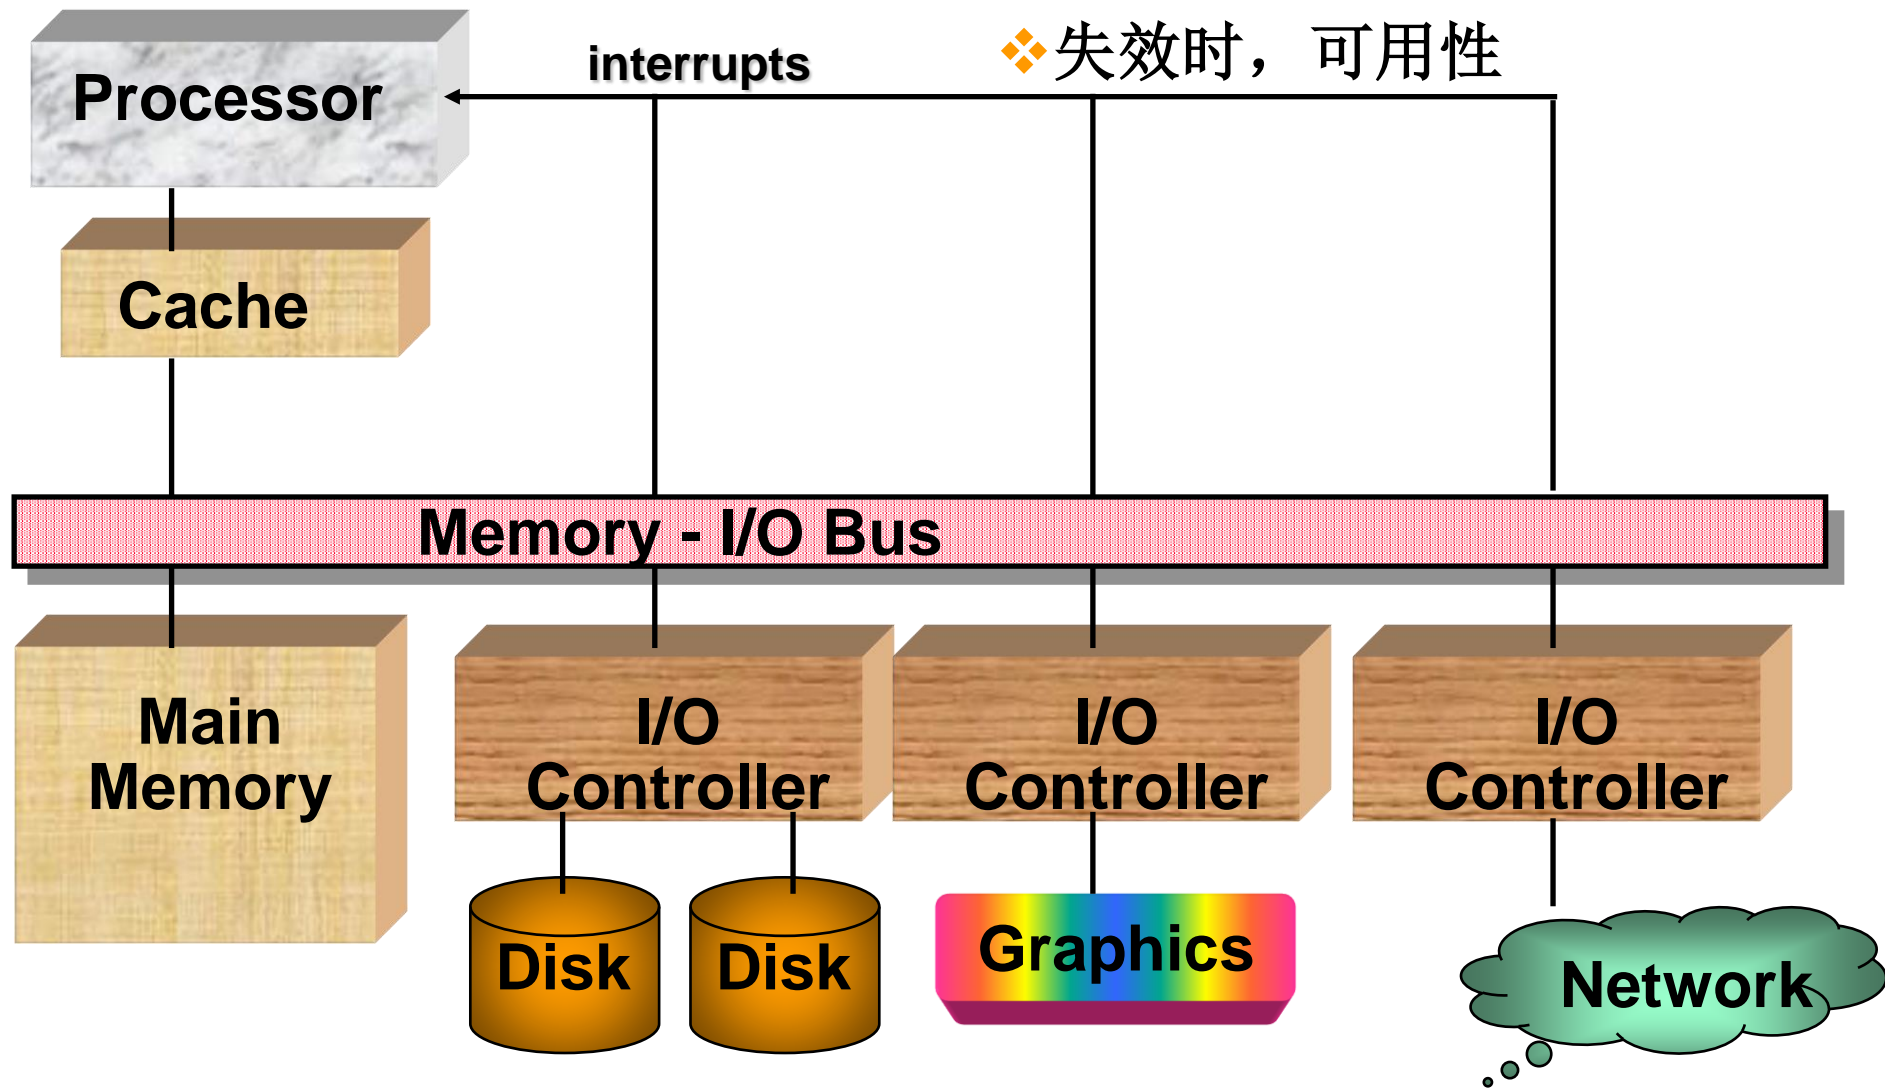 interrupts
失效时，可用性
Processor
Cache
Memory - I/O Bus
Main
Memory
I/O
Controller
I/O
Controller
I/O
Controller
Disk
Disk
Graphics
Network